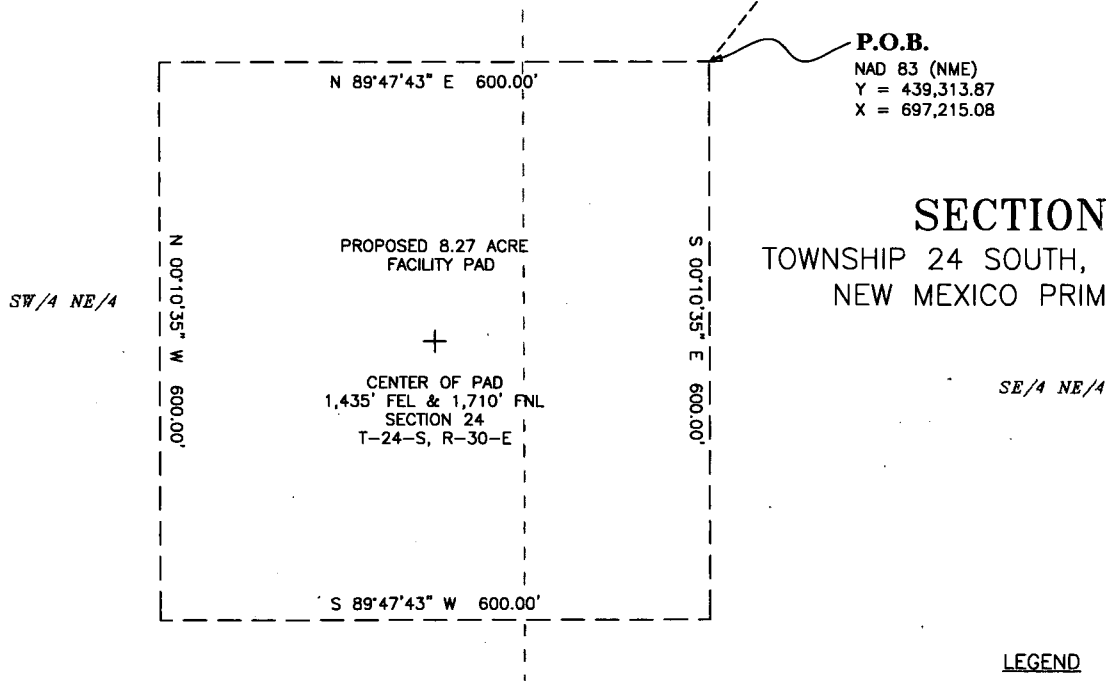 P.O.B.
NAD 83 (NME)
Y = 439,313.87
X = 697,215.08
N 89°47'43" E 600.00'
SECTION
TOWNSHIP 24 SOUTH,
NEW MEXICO PRIM
PROPOSED 8.27 ACRE
FACILITY PAD
N 00°10'35" W 600.00'
S 00°10'35" E 600.00'
SW/4 NE/4
SE/4 NE/4
CENTER OF PAD
1,435' FEL & 1,710' FNL
SECTION 24
T-24-S, R-30-E
S 89°47'43" W 600.00'
LEGEND